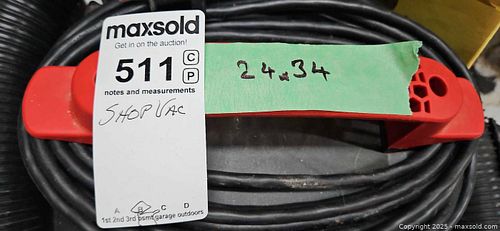 maxsold
Get in on the auction!
511 C P
notes and measurements
SHOP VAC
A B C D
1st 2nd 3rd bsmt garage outdoors
24x34
Copyright 2025 - maxsold.com